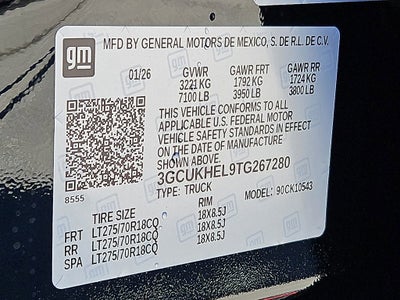 gm
MFD BY GENERAL MOTORS DE MEXICO, S. DE R.L. DE C.V.
01/26 GVWR GAWR FRT GAWR RR
3221 KG 1792 KG 1724 KG
7100 LB 3950 LB 3800 LB
THIS VEHICLE CONFORMS TO ALL
APPLICABLE U.S. FEDERAL MOTOR
VEHICLE SAFETY STANDARDS IN EFFECT
ON THE DATE OF MANUFACTURE
SHOWN ABOVE.
3GCUKHEL9TG267280
8555
TYPE: TRUCK MODEL: 90CK10543
TIRE SIZE RIM
FRT LT275/70R18CQ 18X8.5J
RR LT275/70R18CQ 18X8.5J
SPA LT275/70R18CQ 18X8.5J